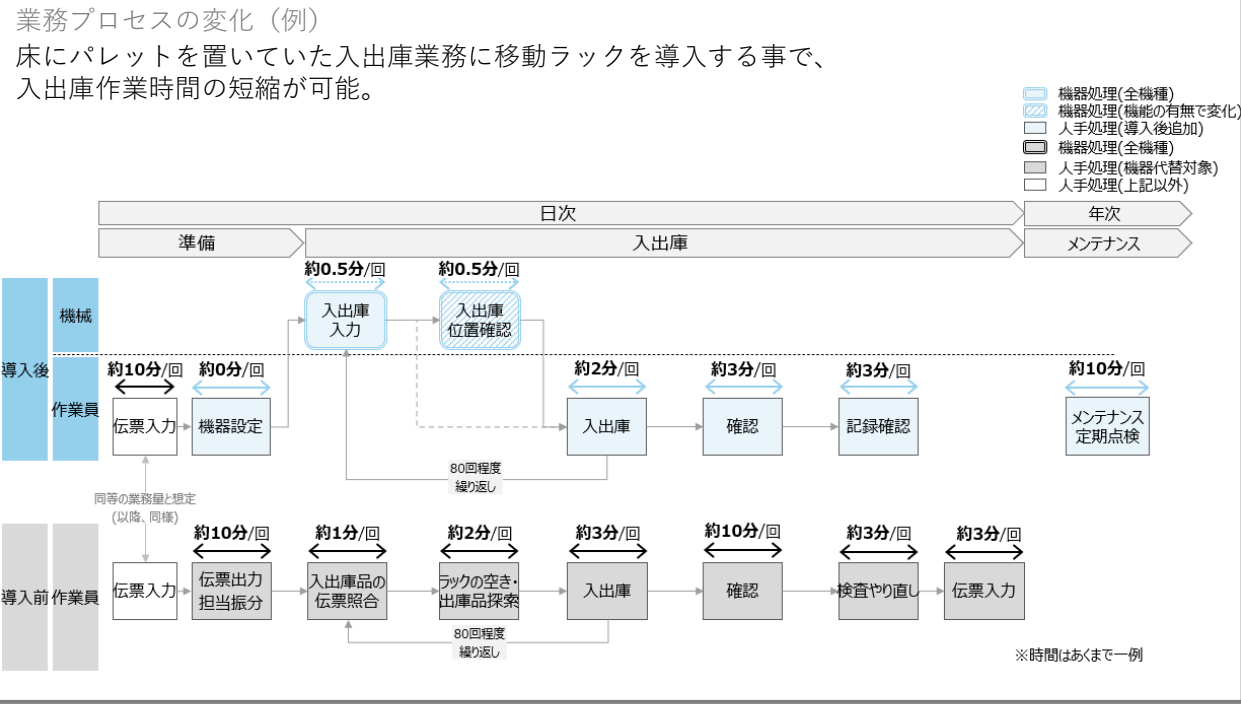 業務プロセスの変化（例）
床にパレットを置いていた入出庫業務に移動ラックを導入する事で、
入出庫作業時間の短縮が可能。
機器処理(全機種)
機器処理(機能の有無で変化)
人手処理(導入後追加)
機器処理(全機種)
人手処理(機器代替対象)
人手処理(上記以外)
日次
年次
準備
入出庫
メンテナンス
導入後
機械
約0.5分/回
約0.5分/回
入出庫
入力
入出庫
位置確認
作業員
約10分/回
約0分/回
約2分/回
約3分/回
約3分/回
約10分/回
伝票入力
機器設定
入出庫
確認
記録確認
メンテナンス
定期点検
80回程度
繰り返し
同等の業務量と想定
(以降、同様)
導入前
作業員
約10分/回
約1分/回
約2分/回
約3分/回
約10分/回
約3分/回
約3分/回
伝票入力
伝票出力
担当振分
入出庫品の
伝票照合
ラックの空き・
出庫品探索
入出庫
確認
検査やり直し
伝票入力
80回程度
繰り返し
※時間はあくまで一例